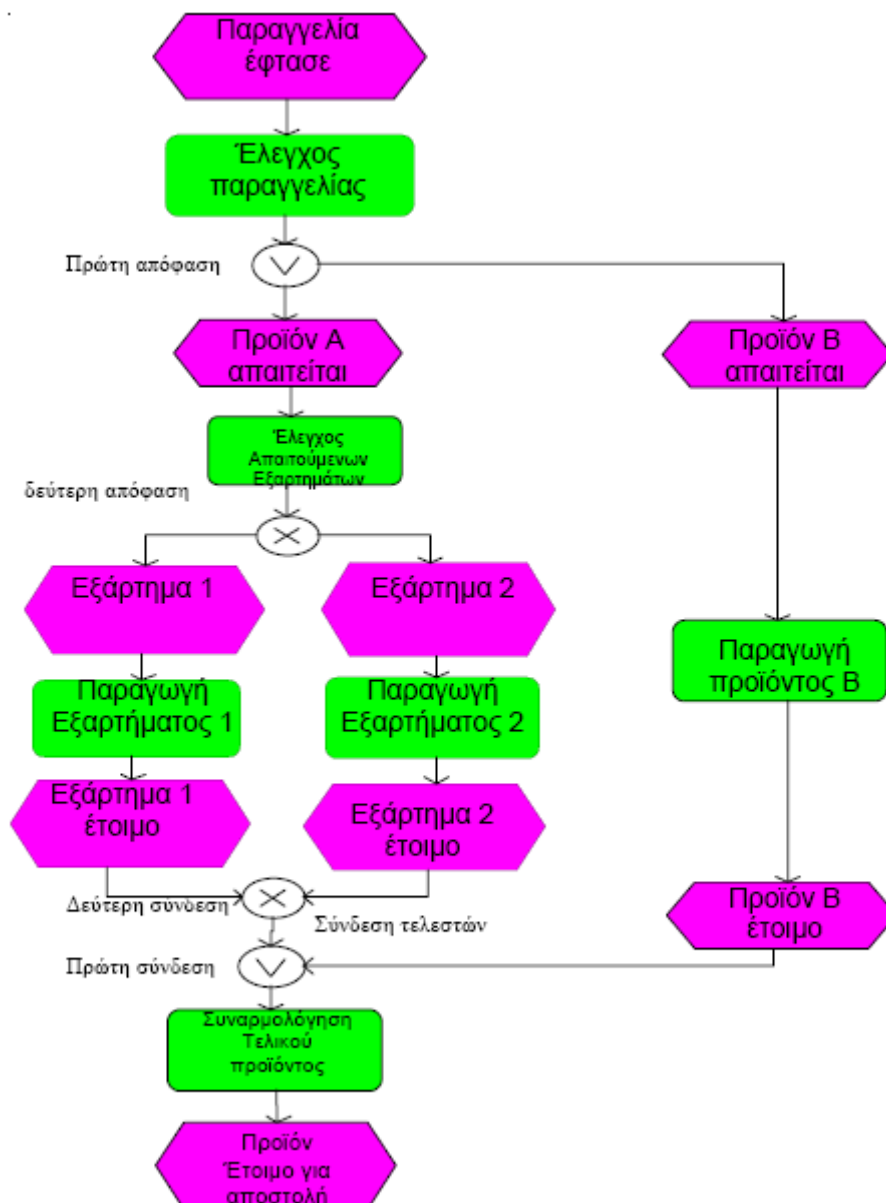 Παραγγελία
έφτασε
Έλεγχος
παραγγελίας
Πρώτη απόφαση
Προϊόν Α
απαιτείται
Προϊόν Β
απαιτείται
Έλεγχος
Απαιτούμενων
Εξαρτημάτων
δεύτερη απόφαση
Εξάρτημα 1
Εξάρτημα 2
Παραγωγή
Εξαρτήματος 1
Παραγωγή
Εξαρτήματος 2
Παραγωγή
προϊόντος Β
Εξάρτημα 1
έτοιμο
Εξάρτημα 2
έτοιμο
Προϊόν Β
έτοιμο
Δεύτερη σύνδεση
Σύνδεση τελεστών
Πρώτη σύνδεση
Συναρμολόγηση
Τελικού
προϊόντος
Προϊόν
Έτοιμο για
αποστολή